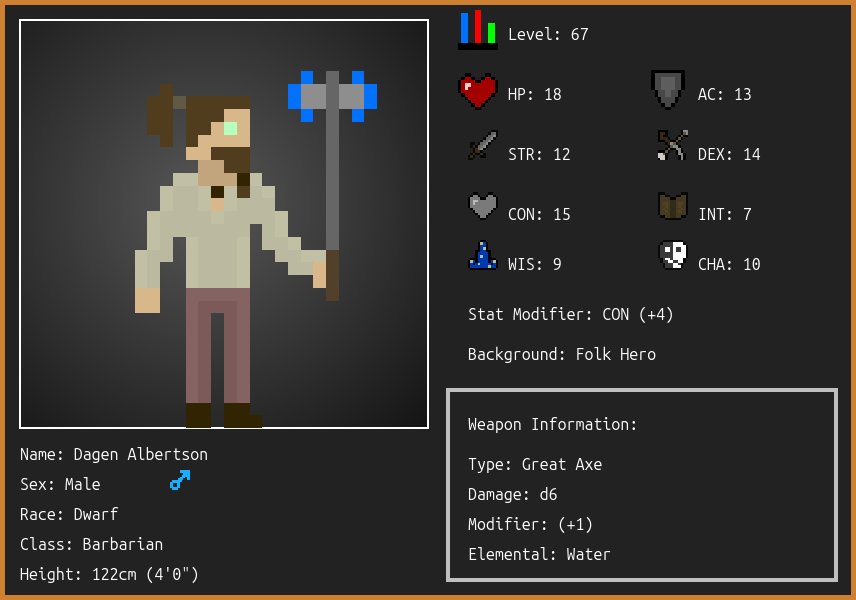 Level: 67
HP: 18
AC: 13
STR: 12
DEX: 14
CON: 15
INT: 7
WIS: 9
CHA: 10
Stat Modifier: CON (+4)
Background: Folk Hero
Weapon Information:
Type: Great Axe
Damage: d6
Modifier: (+1)
Elemental: Water
Name: Dagen Albertson
Sex: Male
Race: Dwarf
Class: Barbarian
Height: 122cm (4'0")